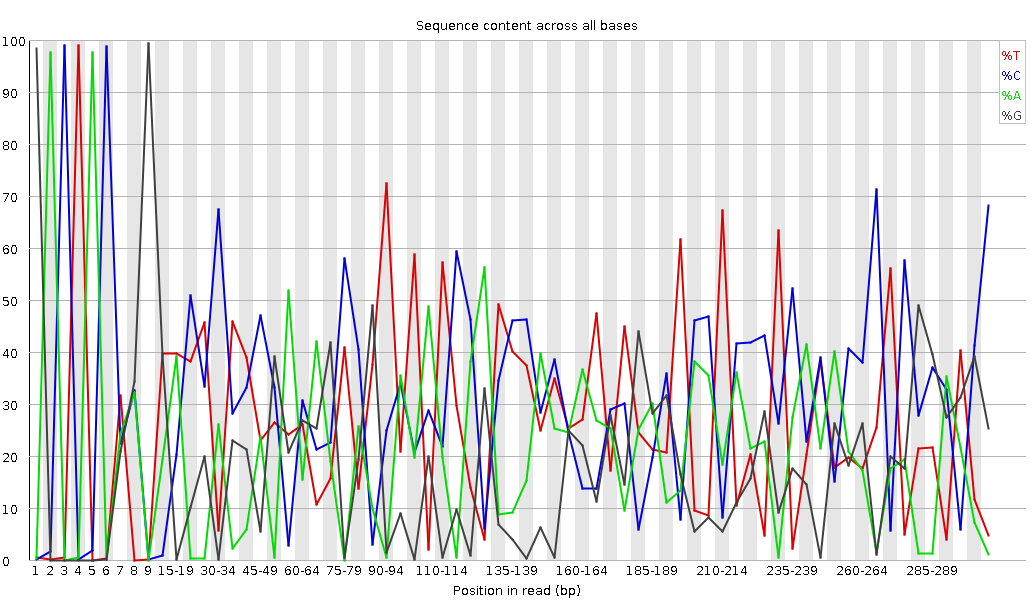 Sequence content across all bases
100
90
80
70
60
50
40
30
20
10
0
%T
%C
%A
%G
1 2 3 4 5 6 7 8 9 15-19 30-34 45-49 60-64 75-79 90-94 110-114 135-139 160-164 185-189 210-214 235-239 260-264 285-289
Position in read (bp)